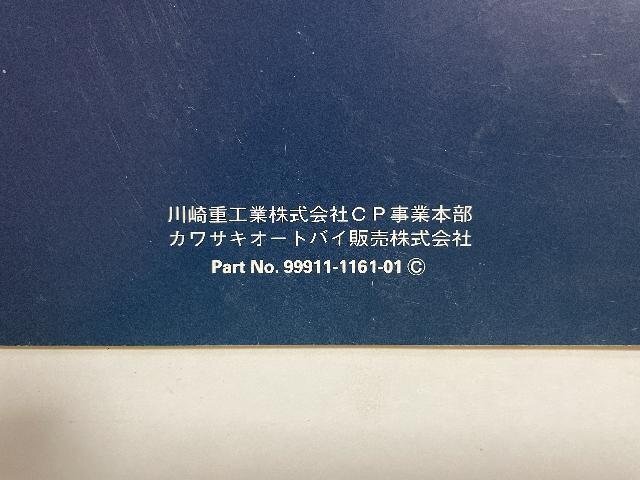 川崎重工業株式会社ＣＰ事業本部
カワサキオートバイ販売株式会社
Part No. 99911-1161-01 ©